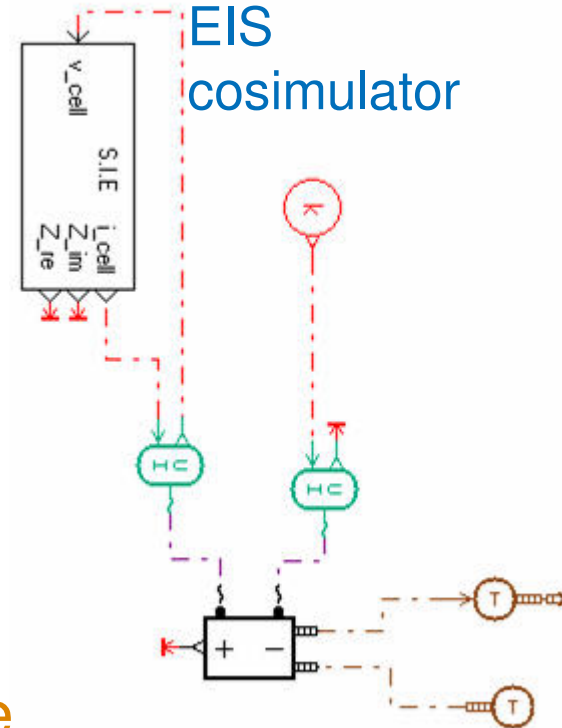 EIS
cosimulator
v_cell
S.I.E
i_cell
Z_im
Z_re
k
I U
I U
+ −
T
T
e